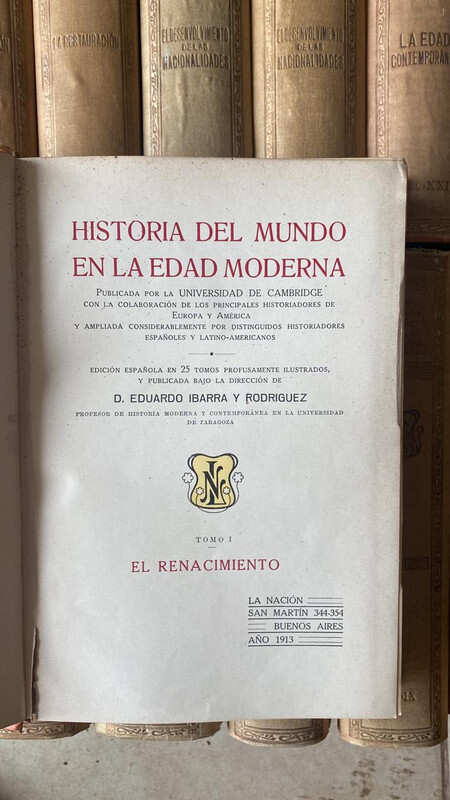 LA RESTAURACIÓN
EL DESENVOLVIMIENTO
DE LAS
NACIONALIDADES
EL DESENVOLVIMIENTO
DE LAS
NACIONALIDADES
LA EDAD
HISTORIA DEL MUNDO
EN LA EDAD MODERNA
PUBLICADA POR LA UNIVERSIDAD DE CAMBRIDGE
CON LA COLABORACIÓN DE LOS PRINCIPALES HISTORIADORES DE
EUROPA Y AMÉRICA
Y AMPLIADA CONSIDERABLEMENTE POR DISTINGUIDOS HISTORIADORES
ESPAÑOLES Y LATINO-AMERICANOS
EDICIÓN ESPAÑOLA EN 25 TOMOS PROFUSAMENTE ILUSTRADOS,
Y PUBLICADA BAJO LA DIRECCIÓN DE
D. EDUARDO IBARRA Y RODRIGUEZ
PROFESOR DE HISTORIA MODERNA Y CONTEMPORÁNEA EN LA UNIVERSIDAD
DE ZARAGOZA
LN
TOMO I
EL RENACIMIENTO
LA NACIÓN
SAN MARTÍN 344-354
BUENOS AIRES
AÑO 1913